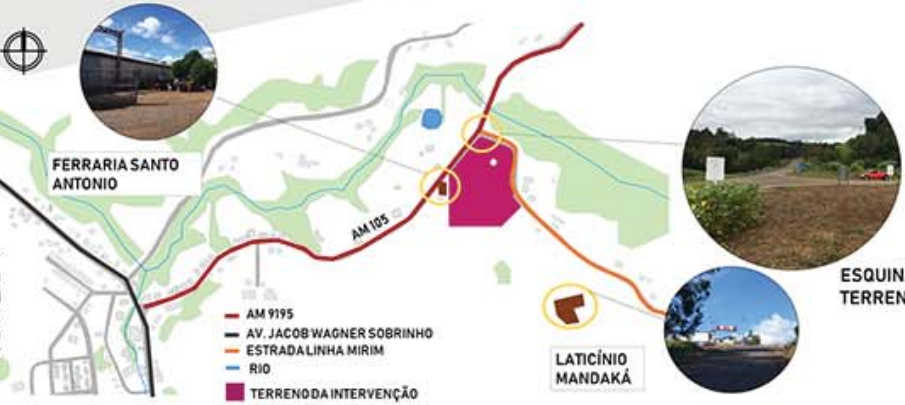 FERRARIA SANTO
ANTONIO
AM 105
ESQUIN
TERREN
AM 9195
AV. JACOB WAGNER SOBRINHO
ESTRADA LINHA MIRIM
RIO
TERRENO DA INTERVENÇÃO
LATICÍNIO
MANDAKÁ